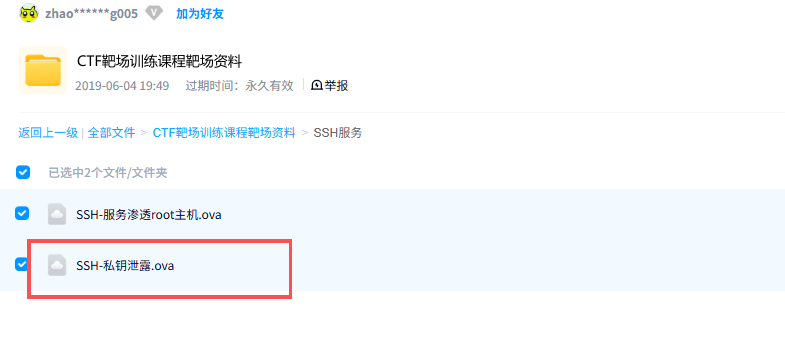 zhao******g005 加为好友
CTF靶场训练课程靶场资料
2019-06-04 19:49 过期时间：永久有效 举报
返回上一级 | 全部文件 > CTF靶场训练课程靶场资料 > SSH服务
已选中2个文件/文件夹
SSH-服务渗透root主机.ova
SSH-私钥泄露.ova